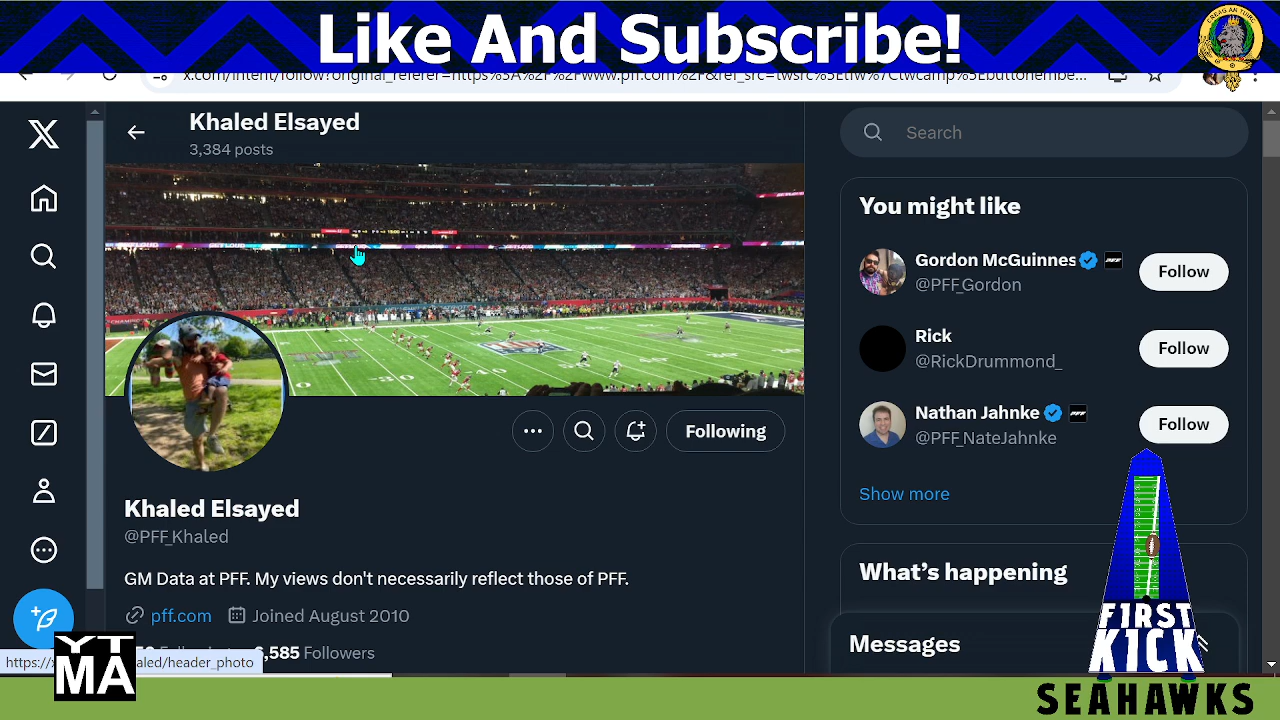 Like And Subscribe!
x.com/intent/follow?original_referer=https%3A%2F%2Fwww.pff.com%2F&ref_src=twsrc%5Etfw%7Ctwcamp%5Ebuttonembe...
Khaled Elsayed
3,384 posts
Search
You might like
Gordon McGuinnes
@PFF_Gordon
Follow
Rick
@RickDrummond_
Follow
Nathan Jahnke
@PFF_NateJahnke
Follow
Show more
Following
Khaled Elsayed
@PFF_Khaled
GM Data at PFF. My views don't necessarily reflect those of PFF.
pff.com Joined August 2010
6,585 Followers
What's happening
Messages
aled/header_photo
YT
MA
FIRST
KICK
SEAHAWKS